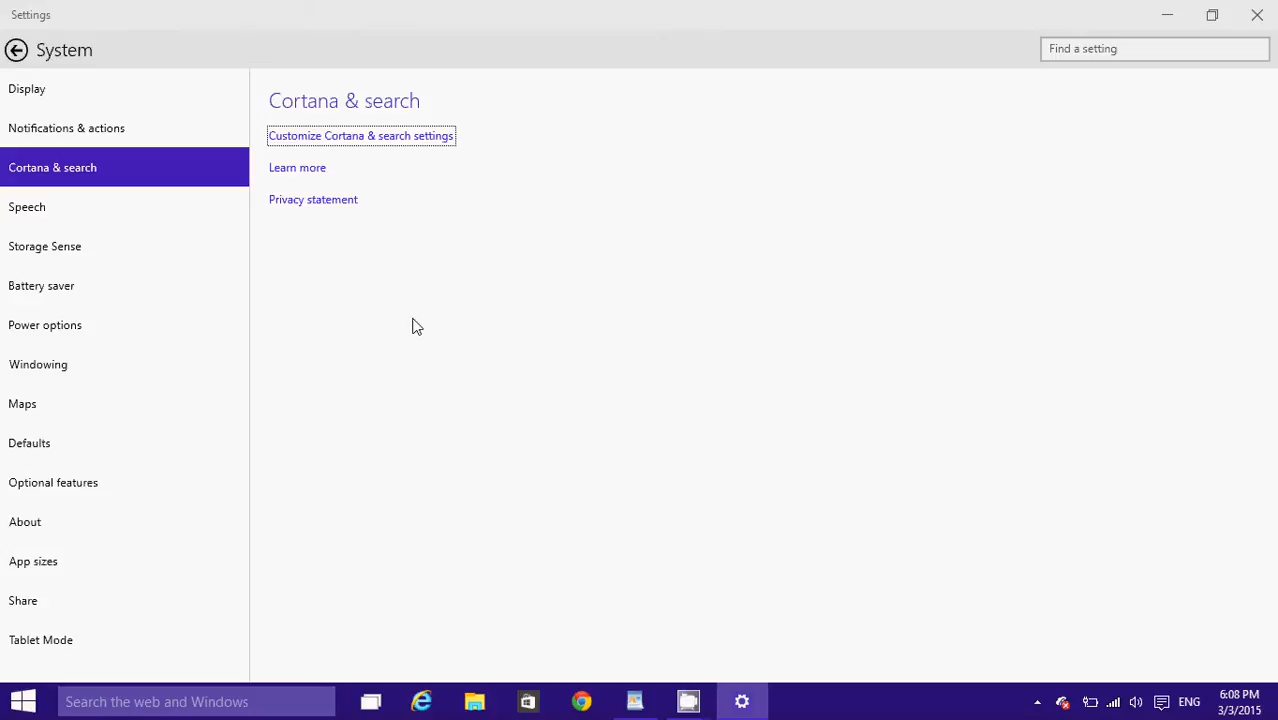 Settings
System
Find a setting
Display
Notifications & actions
Cortana & search
Speech
Storage Sense
Battery saver
Power options
Windowing
Maps
Defaults
Optional features
About
App sizes
Share
Tablet Mode
Cortana & search
Customize Cortana & search settings
Learn more
Privacy statement
Search the web and Windows
ENG
6:08 PM
3/3/2015